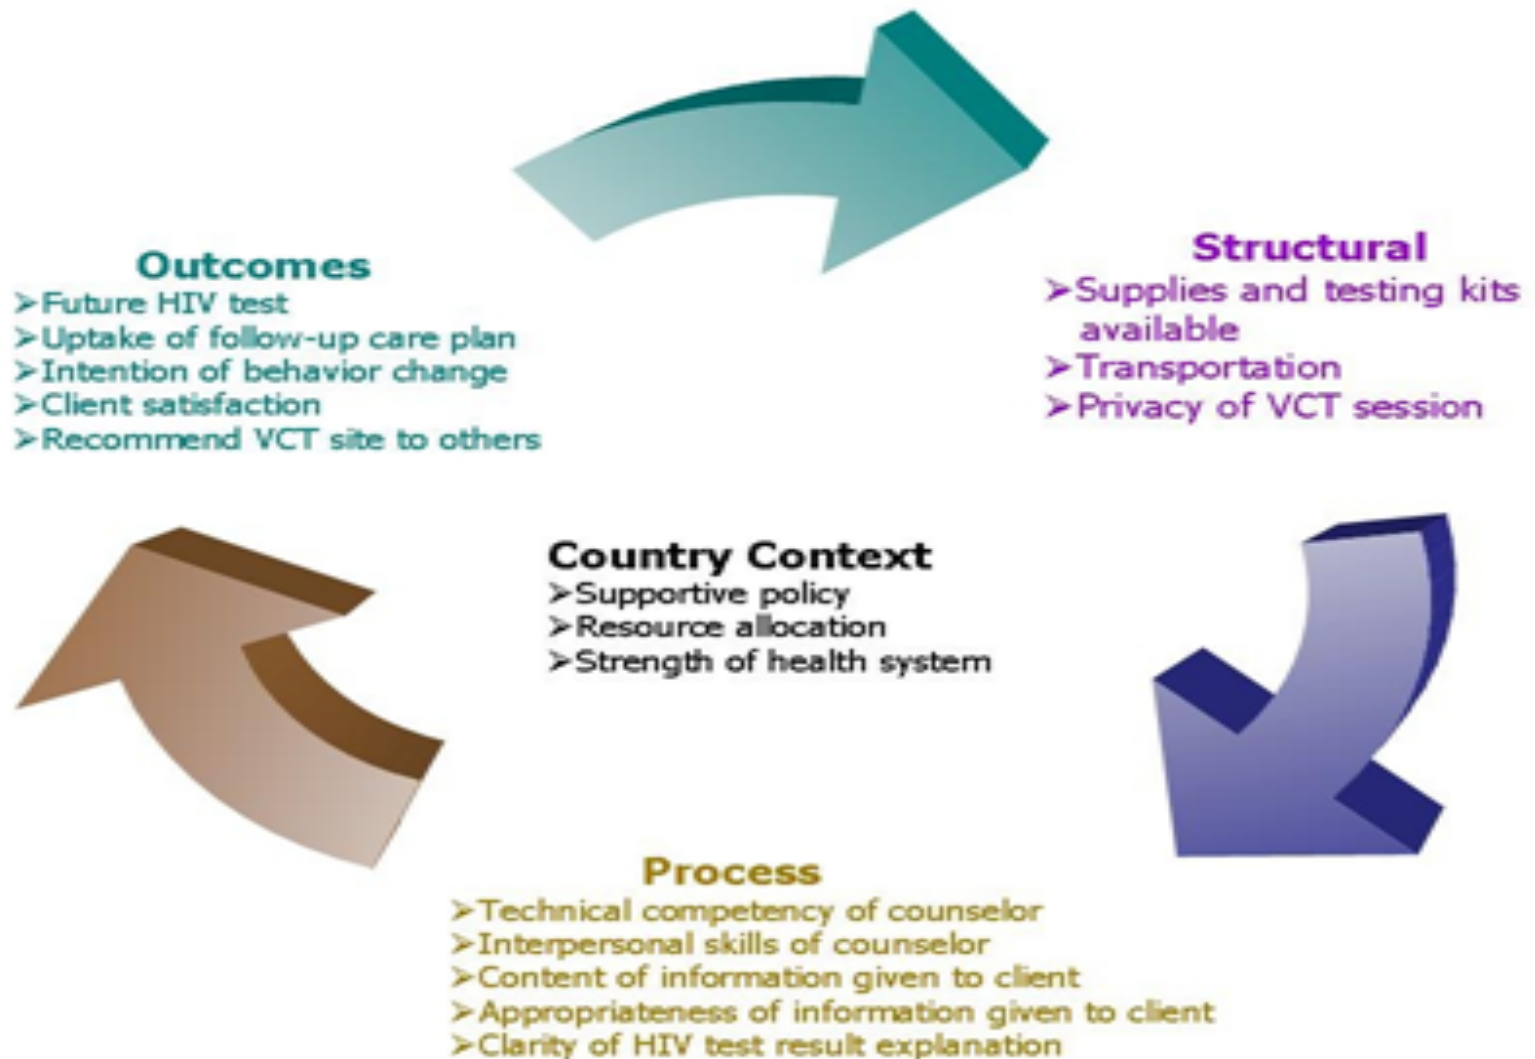 Outcomes
➢Future HIV test
➢Uptake of follow-up care plan
➢Intention of behavior change
➢Client satisfaction
➢Recommend VCT site to others
Structural
➢Supplies and testing kits
available
➢Transportation
➢Privacy of VCT session
Country Context
➢Supportive policy
➢Resource allocation
➢Strength of health system
Process
➢Technical competency of counselor
➢Interpersonal skills of counselor
➢Content of information given to client
➢Appropriateness of information given to client
➢Clarity of HIV test result explanation